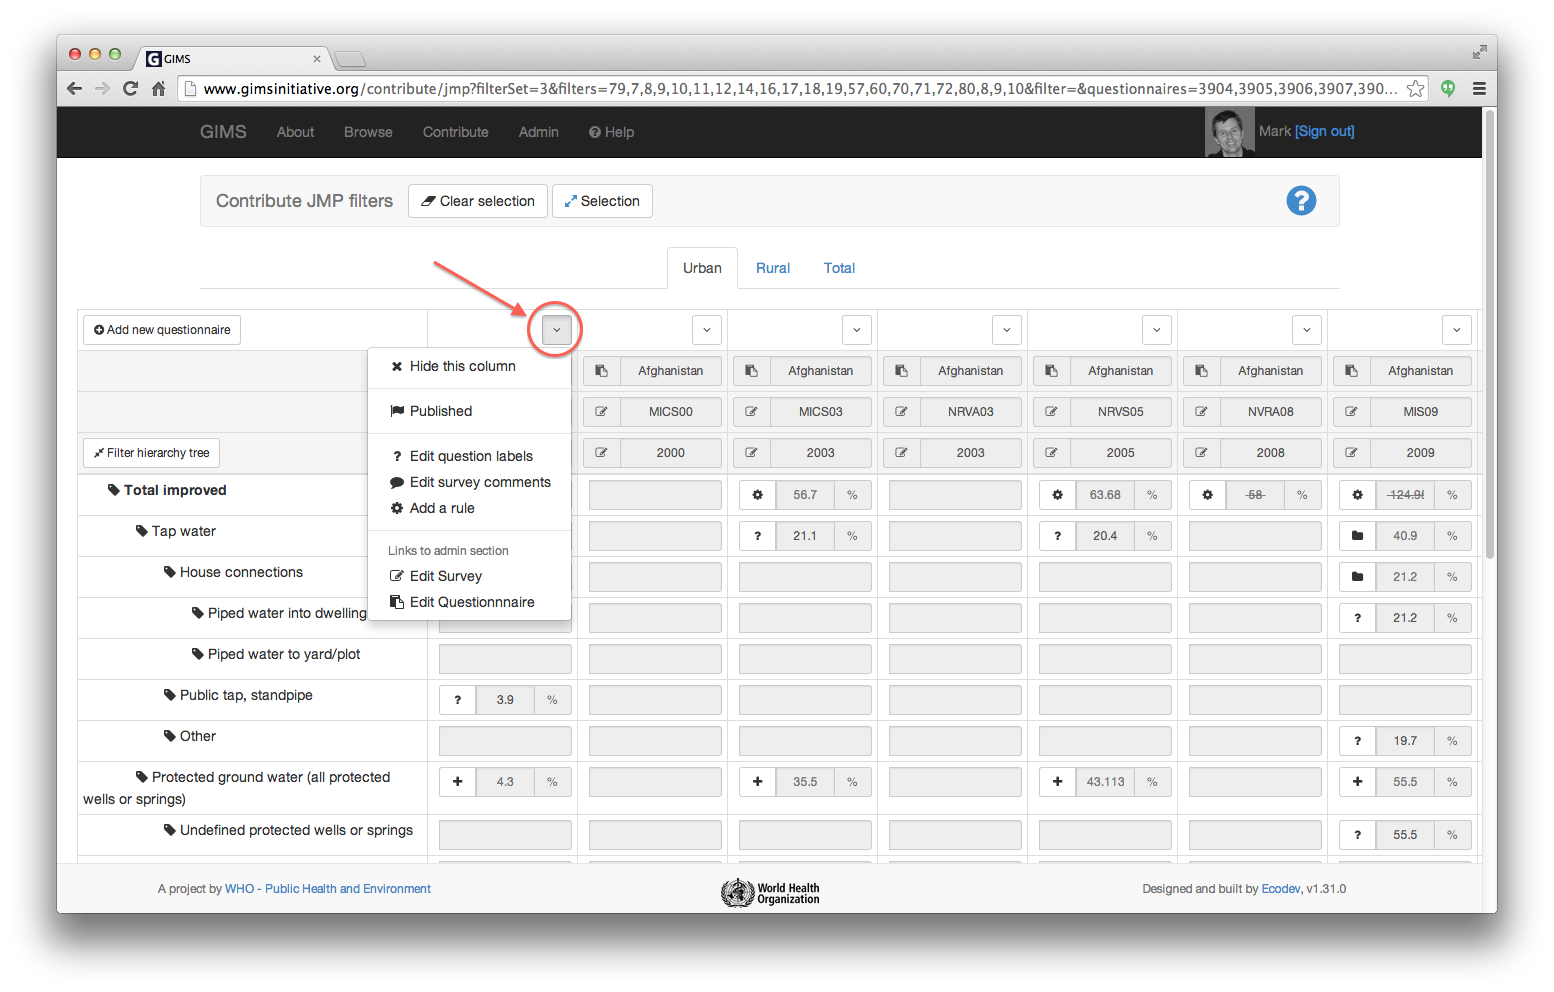 GIMS
www.gimsinitiative.org/contribute/jmp?filterSet=3&filters=79,7,8,9,10,11,12,14,16,17,18,19,57,60,70,71,72,80,8,9,10&filter=&questionnaires=3904,3905,3906,3907,390...
GIMS About Browse Contribute Admin ? Help Mark [Sign out]
Contribute JMP filters Clear selection Selection ?
Urban Rural Total
Add new questionnaire
Hide this column
Published
? Edit question labels
Edit survey comments
Add a rule
Links to admin section
Edit Survey
Edit Questionnnaire
Afghanistan Afghanistan Afghanistan Afghanistan Afghanistan Afghanistan
MICS00 MICS03 NRVA03 NRVS05 NVRA08 MIS09
Filter hierarchy tree 2000 2003 2003 2005 2008 2009
Total improved 56.7 % 63.68 % 58 % %
Tap water ? 21.1 % ? 20.4 % 40.9 %
House connections 21.2 %
Piped water into dwelling ? 21.2 %
Piped water to yard/plot
Public tap, standpipe ? 3.9 %
Other ? 19.7 %
Protected ground water (all protected + 4.3 % + 35.5 % + 43.113 % + 55.5 %
wells or springs)
Undefined protected wells or springs ? 55.5 %
A project by WHO - Public Health and Environment World Health Designed and built by Ecodev, v1.31.0
Organization